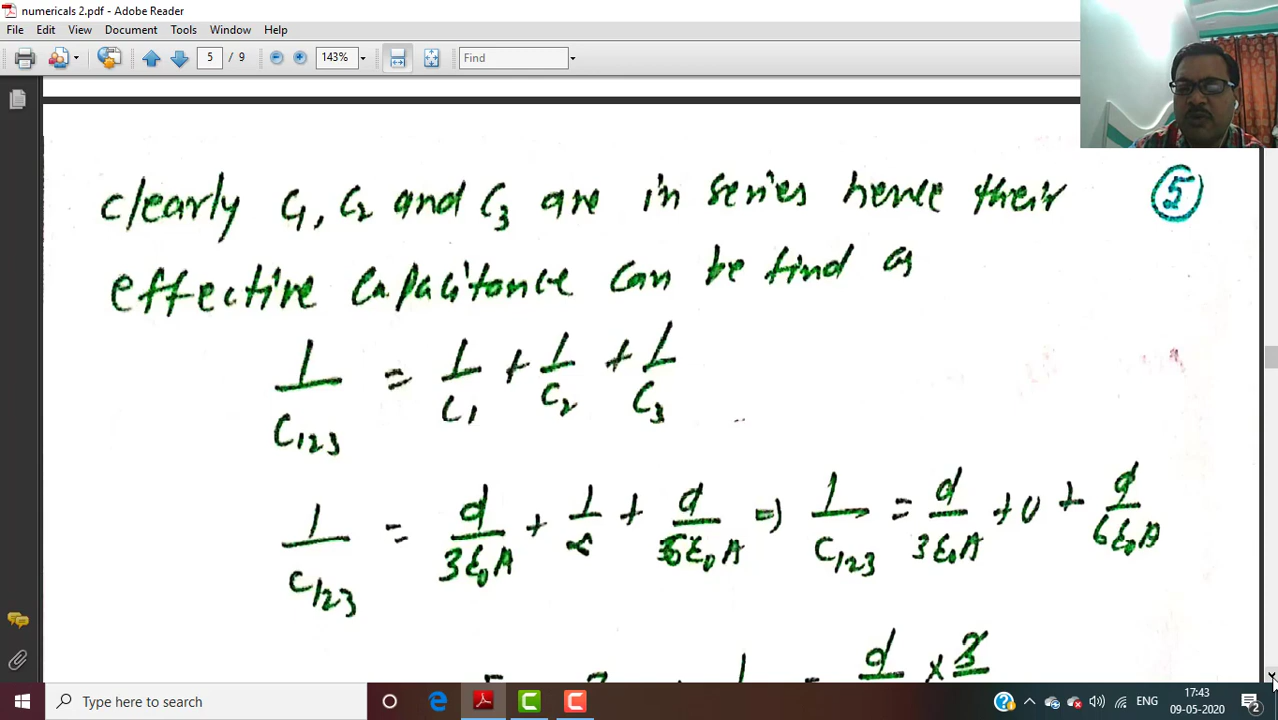 numericals 2.pdf - Adobe Reader
File Edit View Document Tools Window Help
5 / 9 143% Find
clearly C1, C2 and C3 are in series hence their ⑤
effective capacitance can be find as
1/C123 = 1/C1 + 1/C2 + 1/C3
1/C123 = d/3ε0A + 1/∞ + d/6ε0A ⇒ 1/C123 = d/3ε0A + 0 + d/6ε0A
Type here to search
ENG 17:43
09-05-2020
2